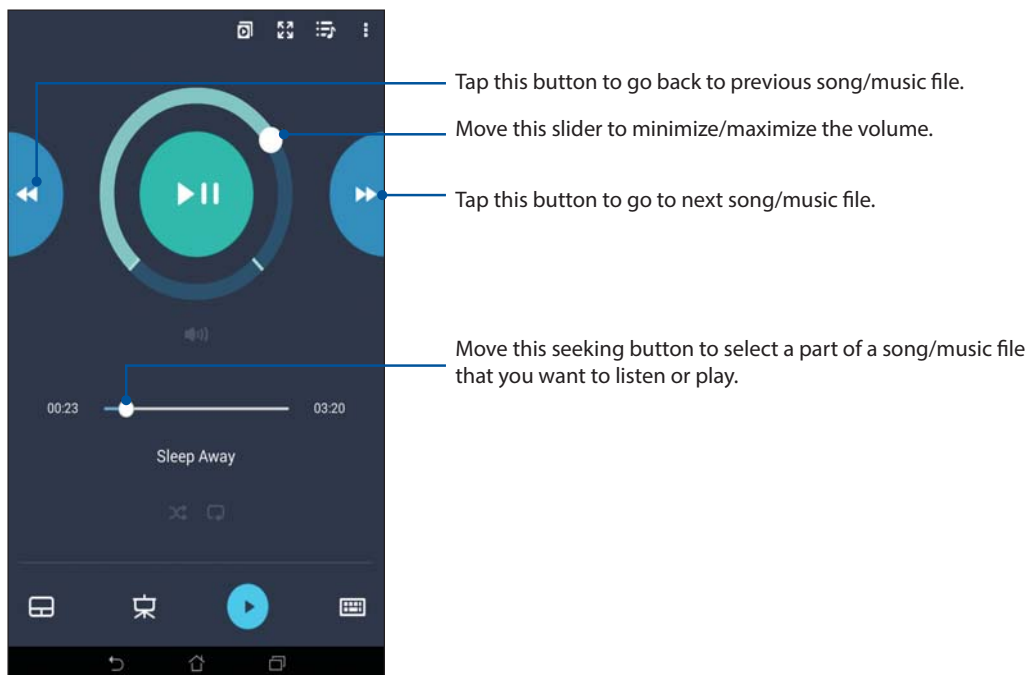 Tap this button to go back to previous song/music file.
Move this slider to minimize/maximize the volume.
Tap this button to go to next song/music file.
Move this seeking button to select a part of a song/music file
that you want to listen or play.
00:23
03:20
Sleep Away